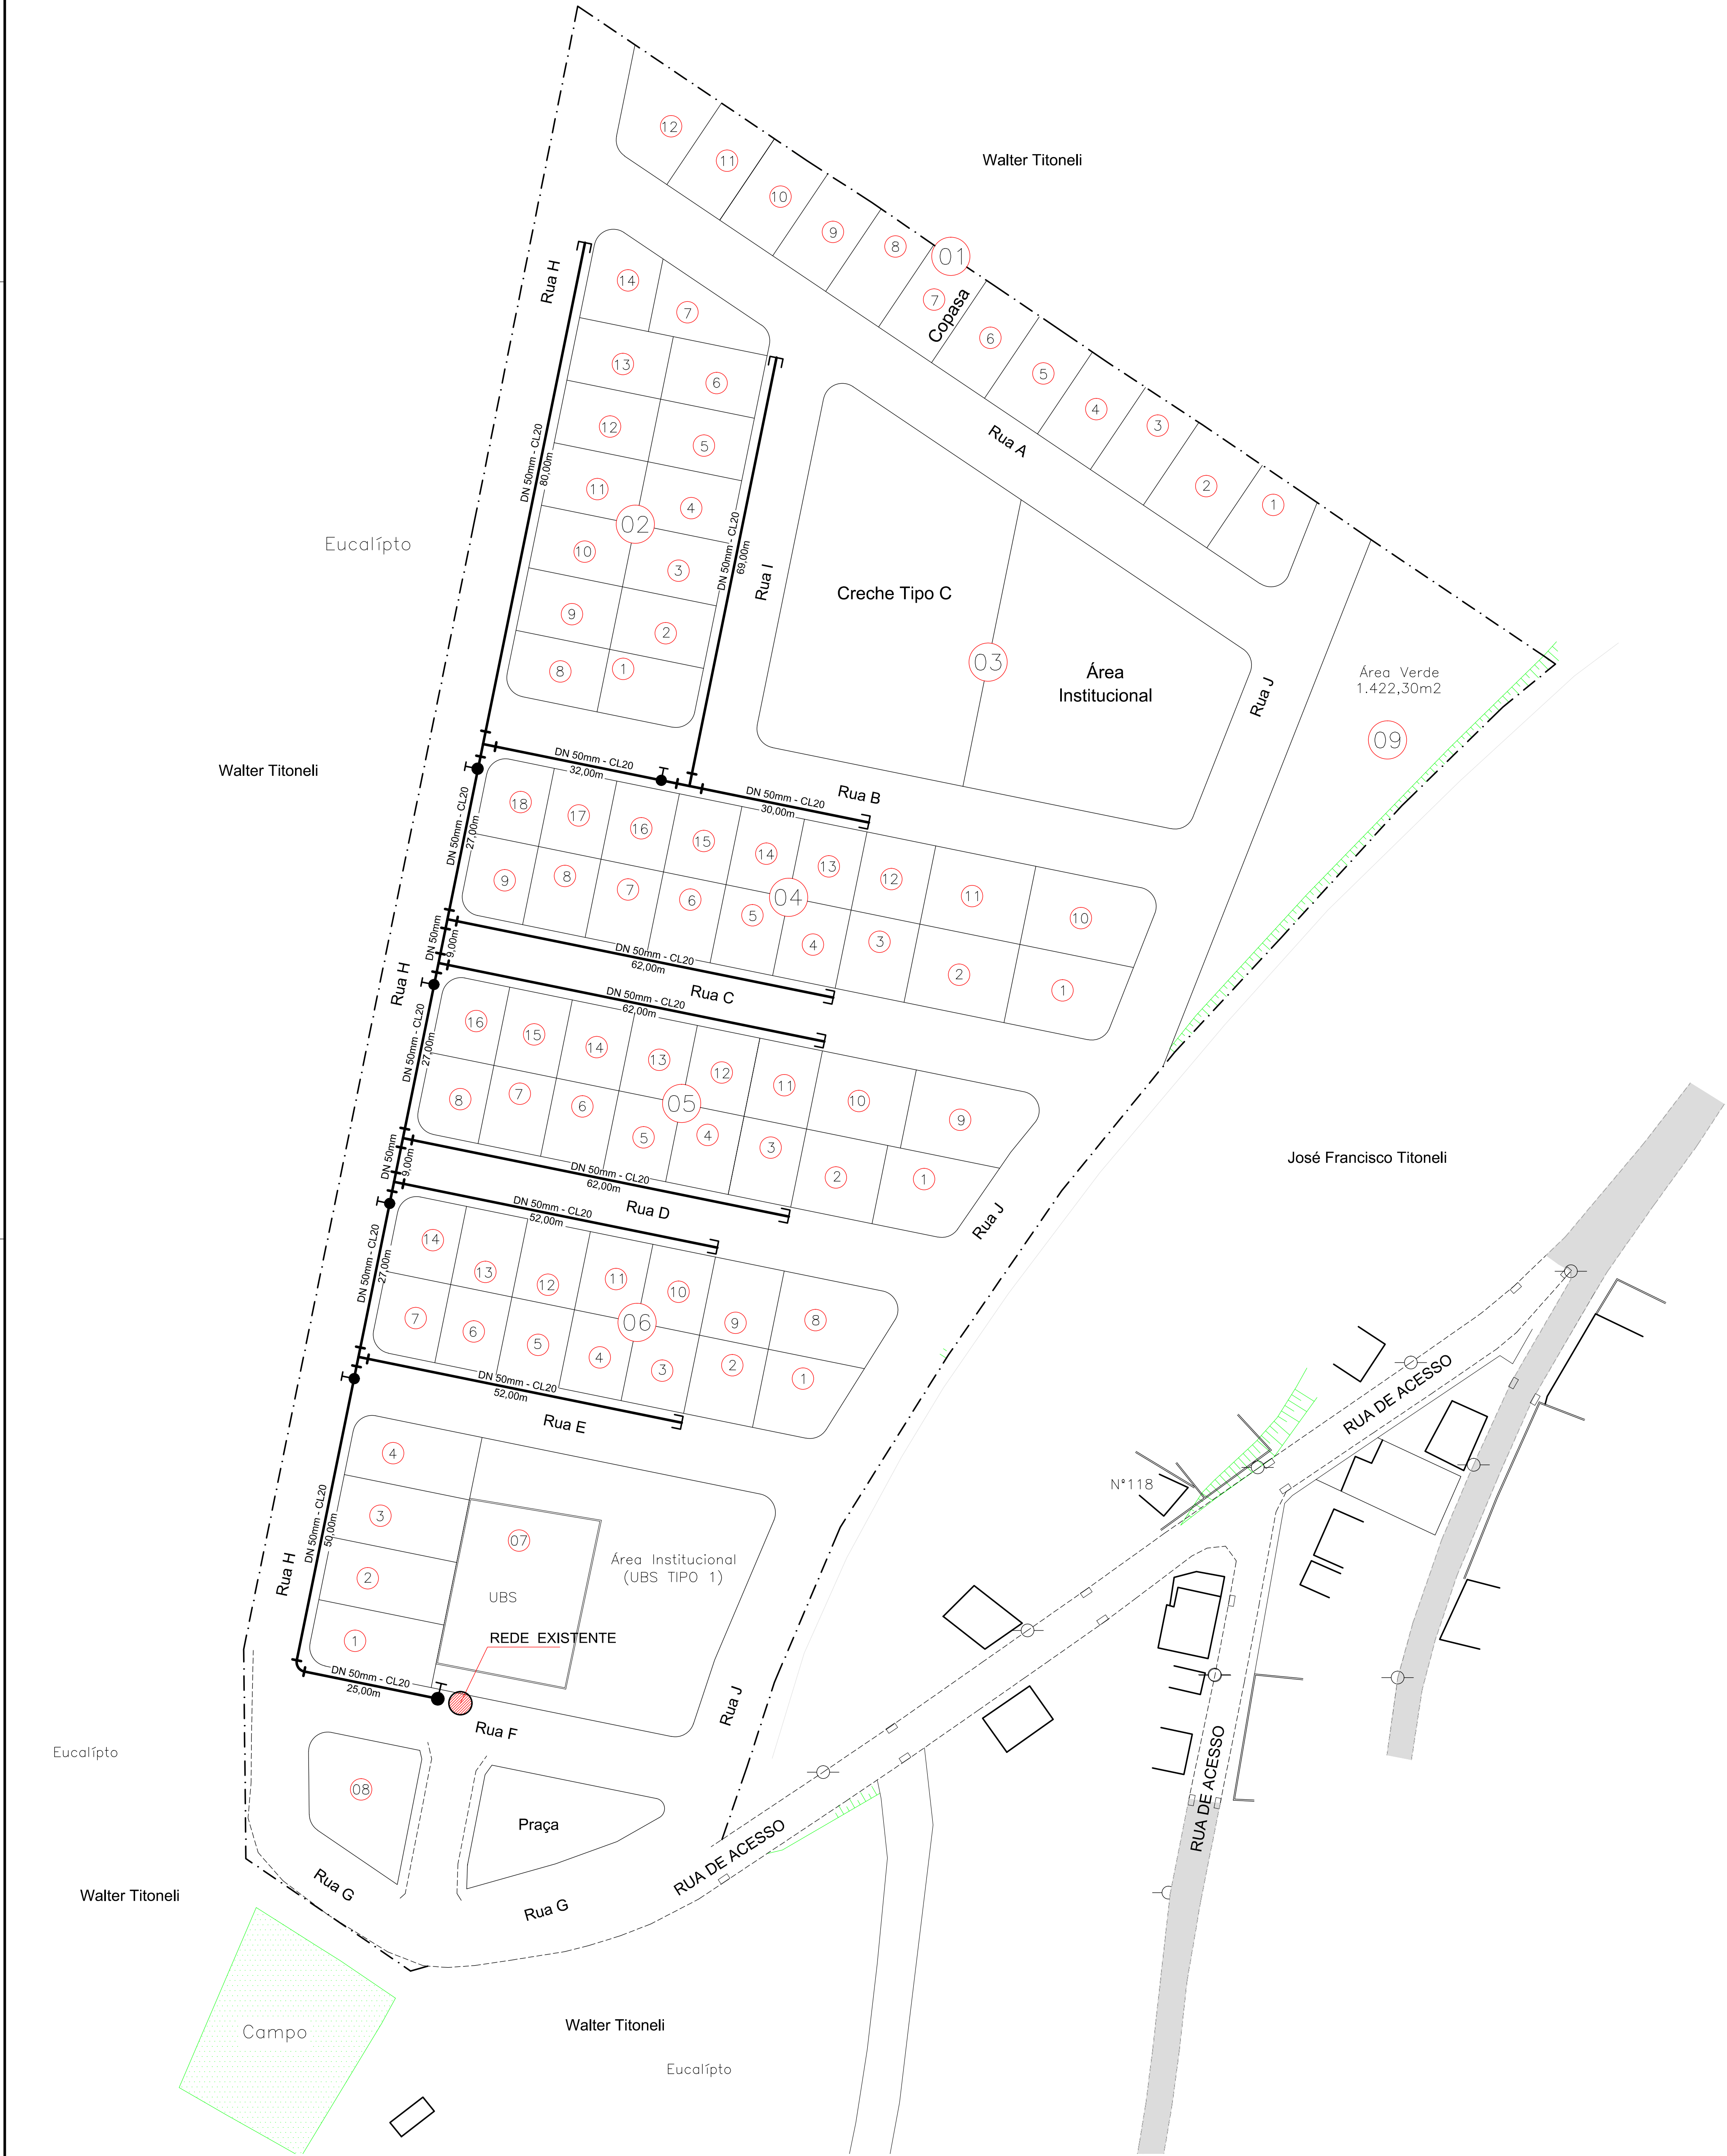 Walter Titoneli
12
11
10
9
8
01
7
Copasa
6
5
4
3
2
1
Rua A
Rua H
14
7
13
6
12
5
11
4
02
10
3
9
2
8
1
DN 50mm - CL20
80,00m
DN 50mm - CL20
69,00m
Rua I
Eucalípto
Creche Tipo C
03
Área
Institucional
Rua J
Área Verde
1.422,30m2
09
Walter Titoneli
DN 50mm - CL20
32,00m
DN 50mm - CL20
30,00m
Rua B
DN 50mm - CL20
27,00m
18
17
16
15
14
13
12
11
10
04
9
8
7
6
5
4
3
2
1
DN 50mm
9,00m
DN 50mm - CL20
62,00m
Rua H
Rua C
DN 50mm - CL20
62,00m
DN 50mm - CL20
27,00m
16
15
14
13
12
11
10
9
05
8
7
6
5
4
3
2
1
DN 50mm
9,00m
DN 50mm - CL20
62,00m
Rua D
Rua J
José Francisco Titoneli
DN 50mm - CL20
52,00m
DN 50mm - CL20
27,00m
14
13
12
11
10
9
8
06
7
6
5
4
3
2
1
DN 50mm - CL20
52,00m
Rua E
RUA DE ACESSO
N°118
DN 50mm - CL20
50,00m
Rua H
4
3
2
1
07
UBS
Área Institucional
(UBS TIPO 1)
REDE EXISTENTE
DN 50mm - CL20
25,00m
Rua F
Rua J
Eucalípto
08
Praça
RUA DE ACESSO
RUA DE ACESSO
Walter Titoneli
Rua G
Rua G
Campo
Walter Titoneli
Eucalípto